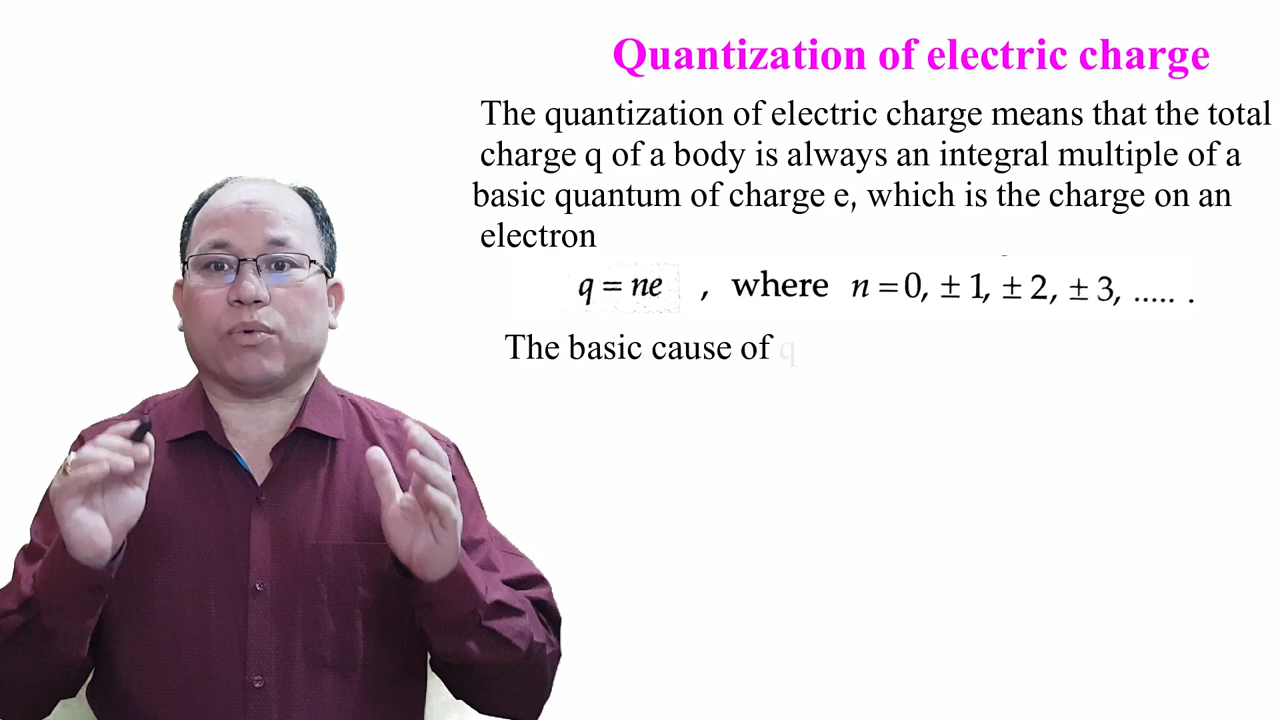 Quantization of electric charge
The quantization of electric charge means that the total
charge q of a body is always an integral multiple of a
basic quantum of charge e, which is the charge on an
electron
q = ne , where n = 0, ± 1, ± 2, ± 3, ..... .
The basic cause of q